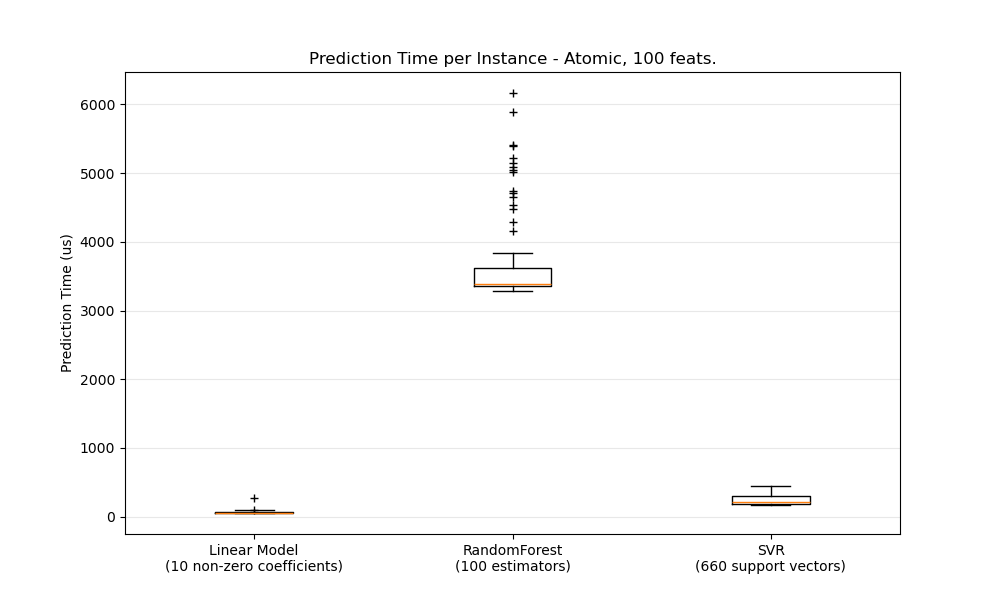 Prediction Time per Instance - Atomic, 100 feats.
Prediction Time (us)
6000
5000
4000
3000
2000
1000
0
Linear Model
(10 non-zero coefficients)
RandomForest
(100 estimators)
SVR
(660 support vectors)